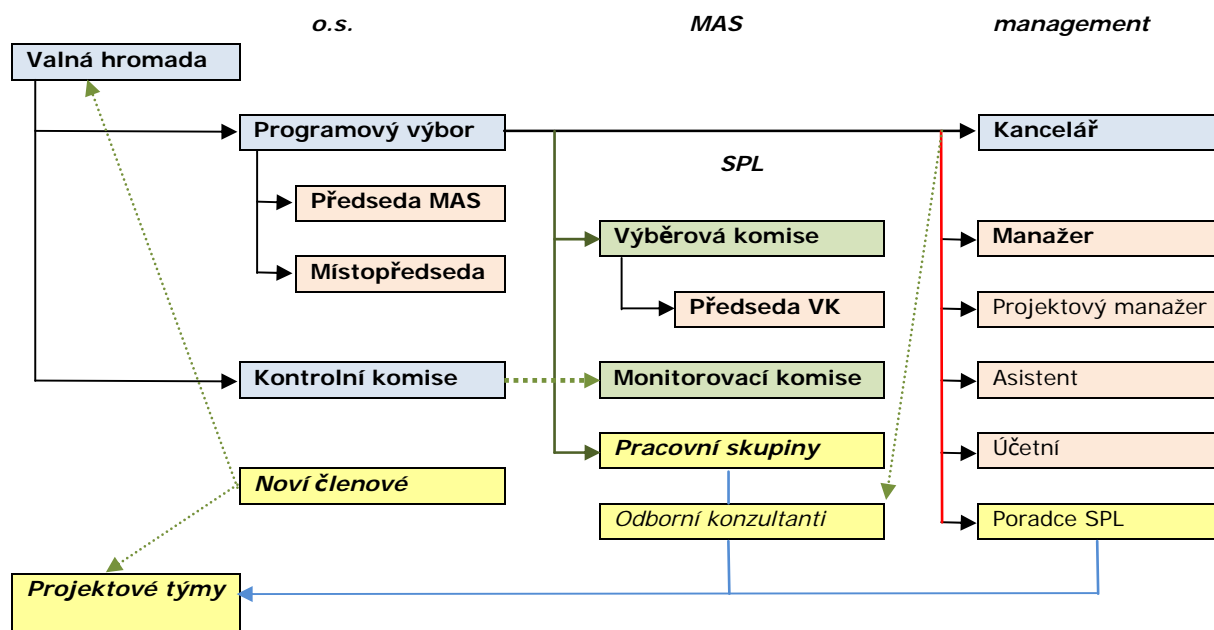 o.s. MAS management
Valná hromada
Programový výbor Kancelář
SPL
Předseda MAS
Výběrová komise Manažer
Místopředseda
Předseda VK Projektový manažer
Kontrolní komise Monitorovací komise Asistent
Pracovní skupiny Účetní
Noví členové
Odborní konzultanti Poradce SPL
Projektové týmy